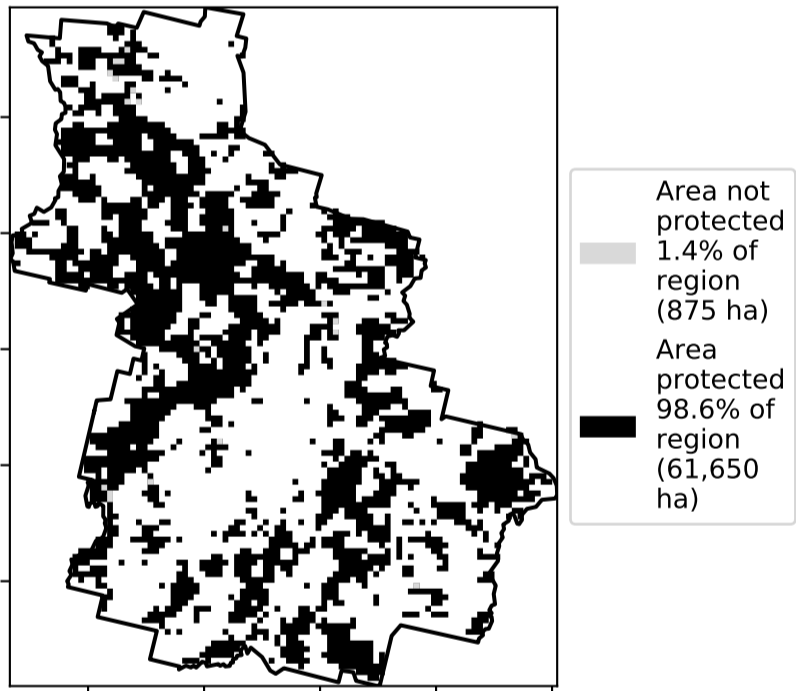 Area not
protected
1.4% of
region
(875 ha)
Area
protected
98.6% of
region
(61,650
ha)